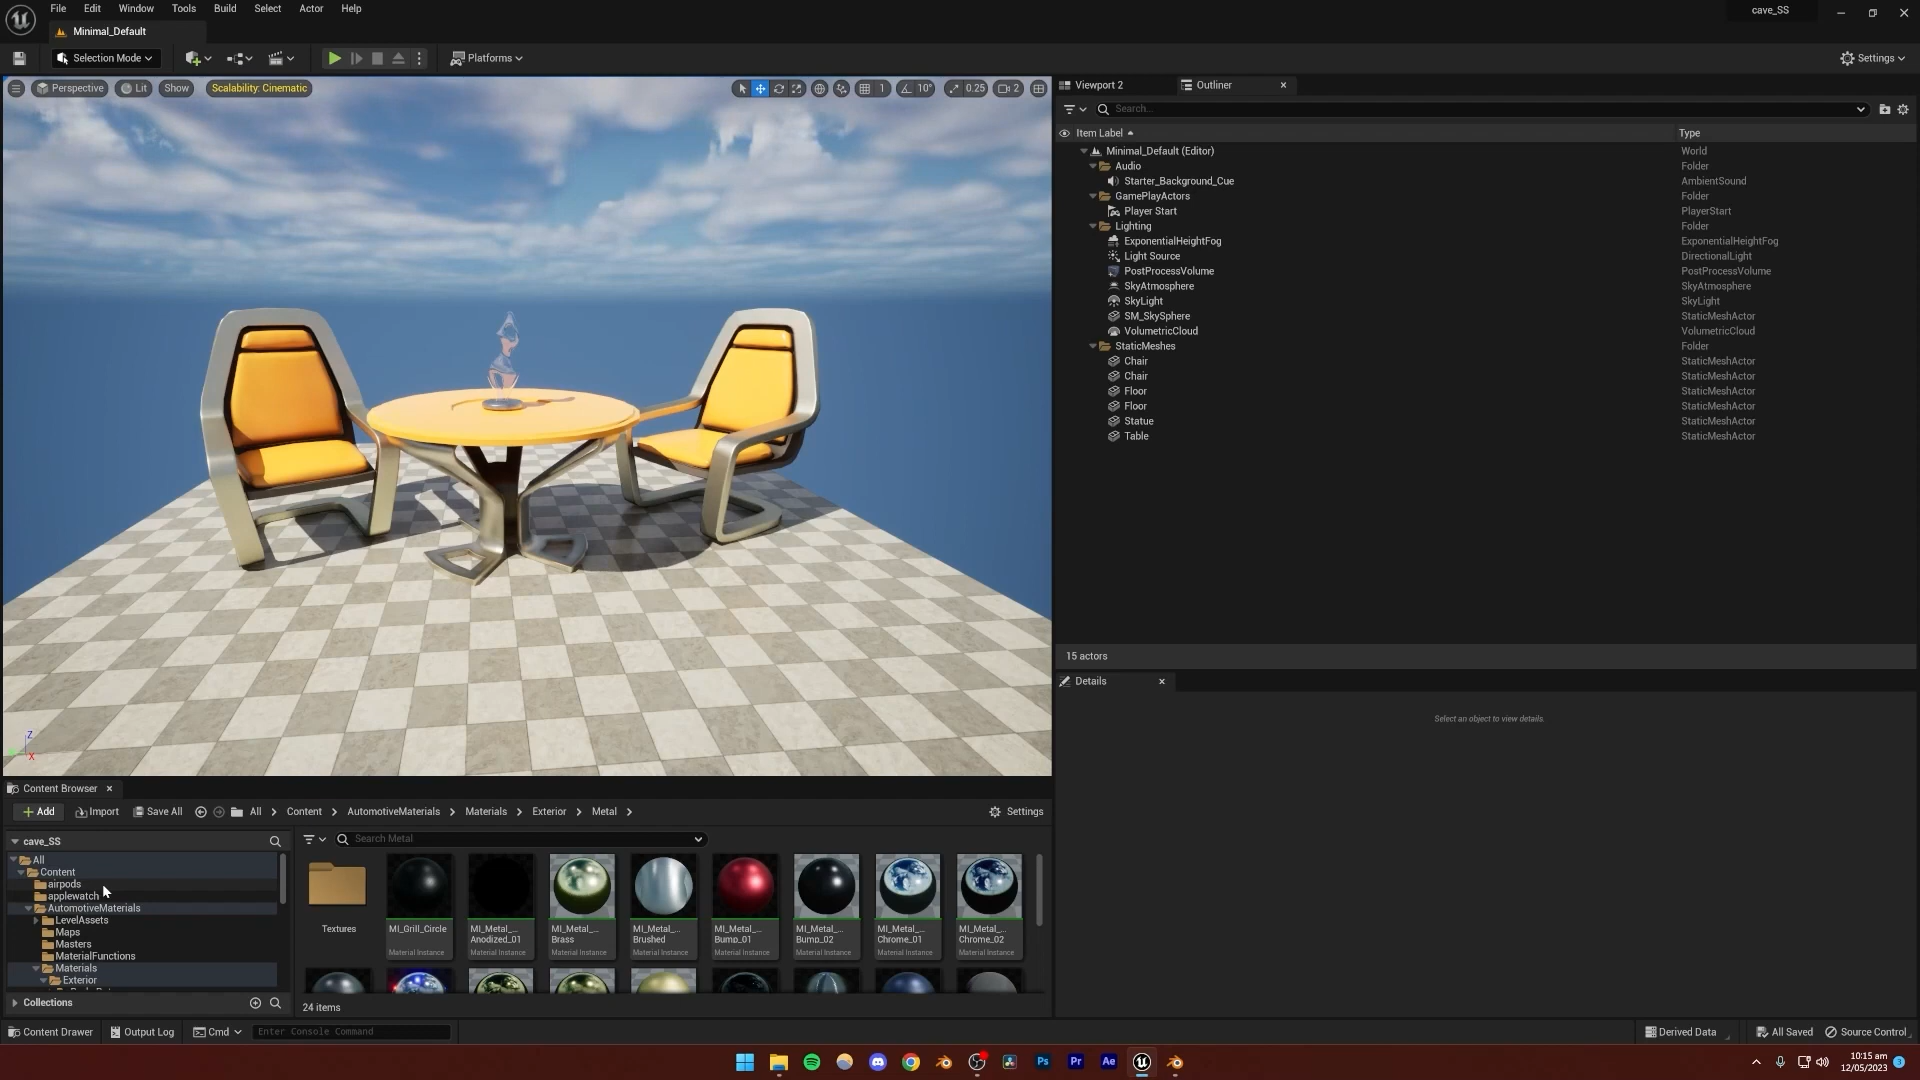 File Edit Window Tools Build Select Actor Help
cave_SS
Minimal_Default
Selection Mode
Platforms
Settings
Perspective Lit Show Scalability: Cinematic
1 10° 0.25 2
Viewport 2 Outliner
Search...
Item Label Type
Minimal_Default (Editor) World
Audio Folder
Starter_Background_Cue AmbientSound
GamePlayActors Folder
Player Start PlayerStart
Lighting Folder
ExponentialHeightFog ExponentialHeightFog
Light Source DirectionalLight
PostProcessVolume PostProcessVolume
SkyAtmosphere SkyAtmosphere
SkyLight SkyLight
SM_SkySphere StaticMeshActor
VolumetricCloud VolumetricCloud
StaticMeshes Folder
Chair StaticMeshActor
Chair StaticMeshActor
Floor StaticMeshActor
Floor StaticMeshActor
Statue StaticMeshActor
Table StaticMeshActor
15 actors
Details
Select an object to view details.
Z
X
Content Browser
Add Import Save All All Content AutomotiveMaterials Materials Exterior Metal Settings
cave_SS
Search Metal
All
Content
airpods
applewatch
AutomotiveMaterials
LevelAssets
Maps
Masters
MaterialFunctions
Materials
Exterior
Collections
Textures
MI_Grill_Circle
Material Instance
MI_Metal_...
Anodized_01
Material Instance
MI_Metal_...
Brass
Material Instance
MI_Metal_...
Brushed
Material Instance
MI_Metal_...
Bump_01
Material Instance
MI_Metal_...
Bump_02
Material Instance
MI_Metal_...
Chrome_01
Material Instance
MI_Metal_...
Chrome_02
Material Instance
24 items
Content Drawer Output Log Cmd Enter Console Command Derived Data All Saved Source Control
Ps Pr Ae
10:15 am
12/05/2023
3